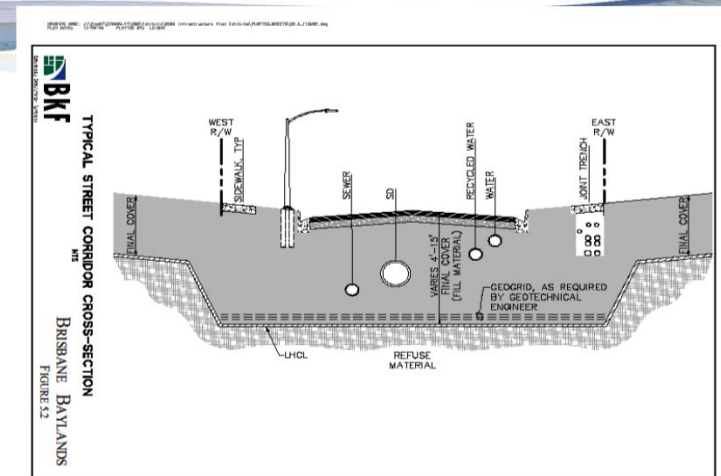 WEST
R/W
SIDEWALK, TYP
SEWER
SD
RECYCLED WATER
WATER
JOINT TRENCH
EAST
R/W
FINAL COVER
VARIES 4'-15'
FINAL COVER
(FILL MATERIAL)
FINAL COVER
GEOGRID, AS REQUIRED
BY GEOTECHNICAL
ENGINEER
LHCL
REFUSE
MATERIAL
BKF
TYPICAL STREET CORRIDOR CROSS-SECTION
NTS
BRISBANE BAYLANDS
FIGURE 5.2